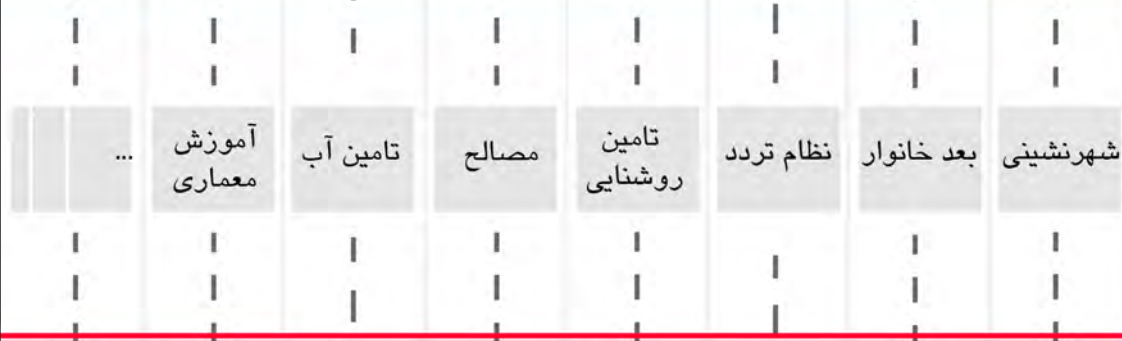 شهرنشینی
بعد خانوار
نظام تردد
تامین
روشنایی
مصالح
تامین آب
آموزش
معماری
...